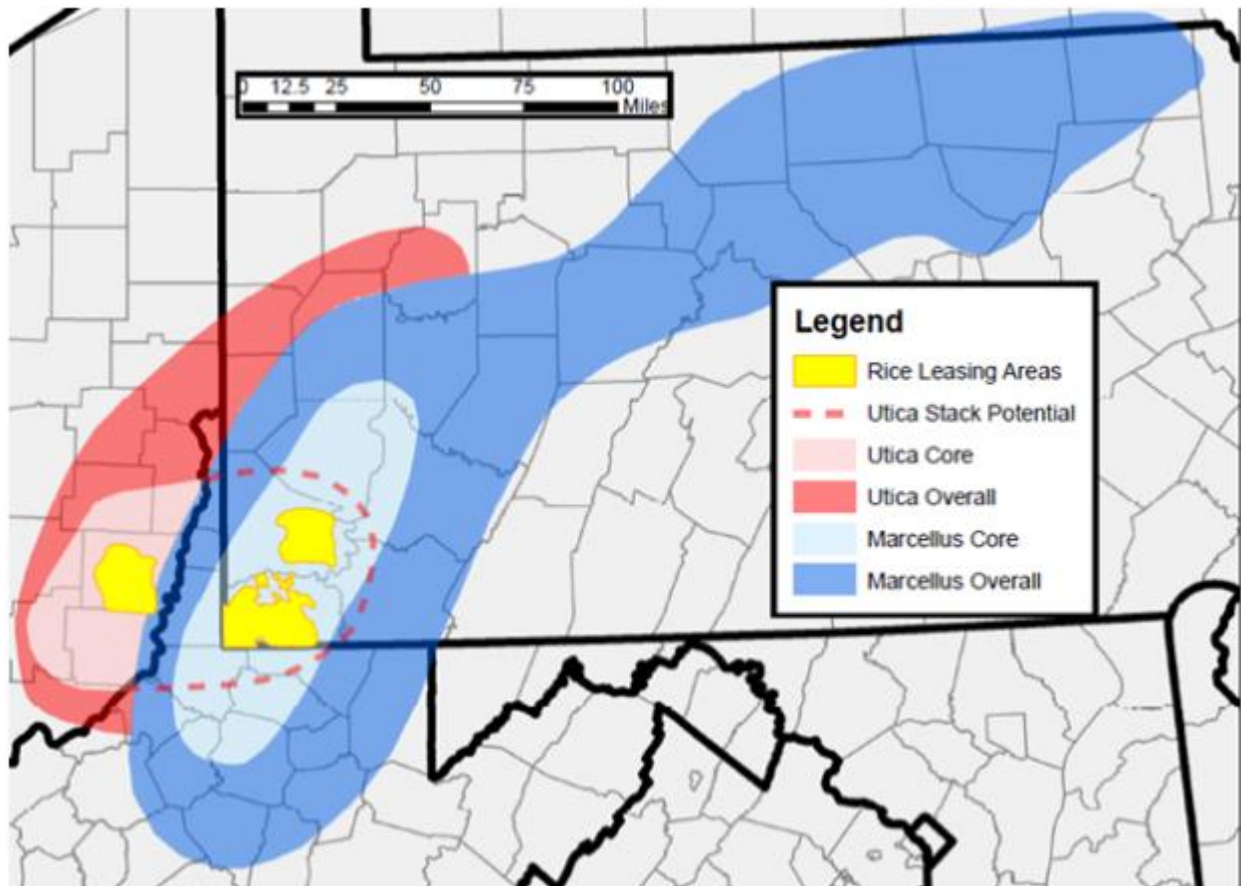 0 12.5 25 50 75 100
Miles
Legend
Rice Leasing Areas
Utica Stack Potential
Utica Core
Utica Overall
Marcellus Core
Marcellus Overall